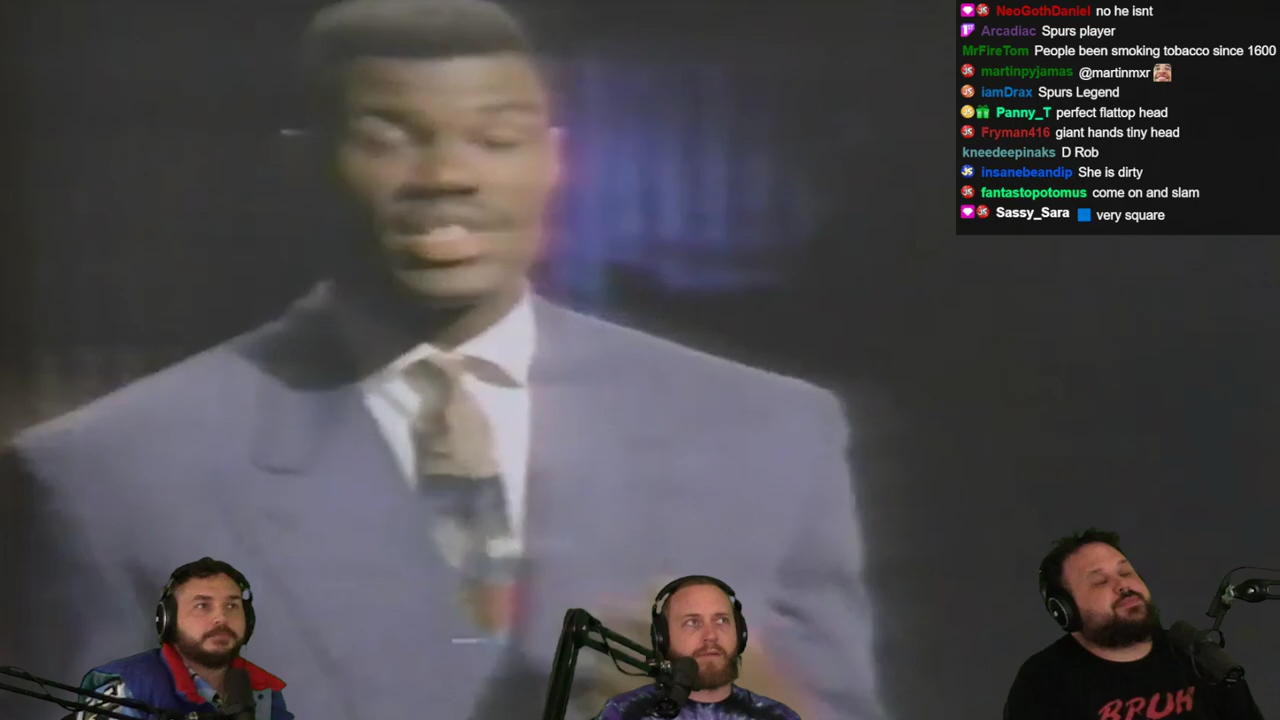 NeoGothDaniel no he isnt
Arcadiac Spurs player
MrFireTom People been smoking tobacco since 1600
martinpyjamas @martinmxr
iamDrax Spurs Legend
Panny_T perfect flattop head
Fryman416 giant hands tiny head
kneedeepinaks D Rob
insanebeandip She is dirty
fantastopotomus come on and slam
Sassy_Sara very square
BRUH